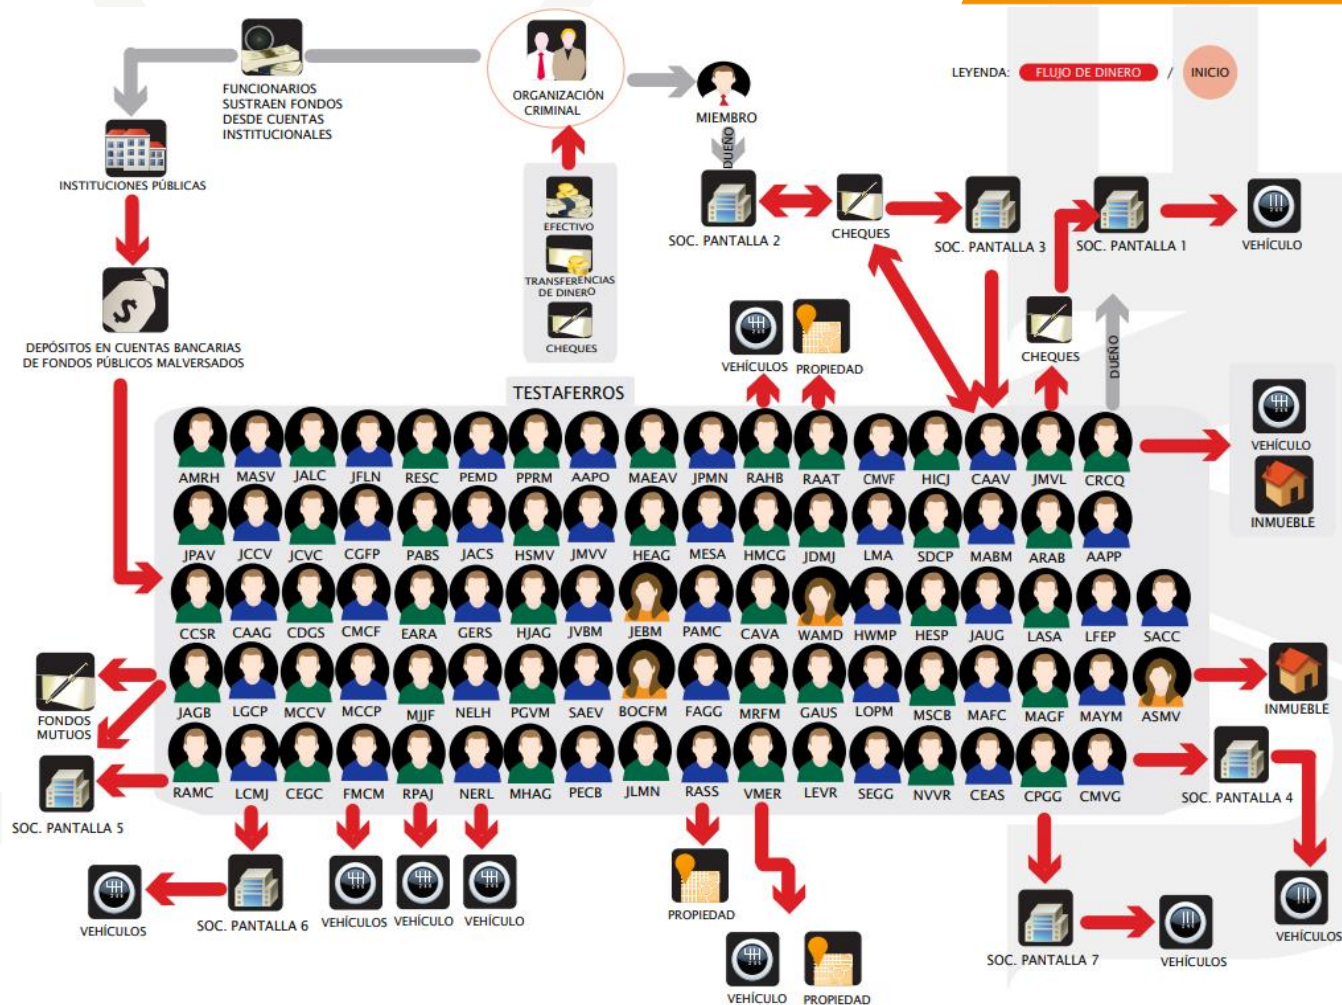 LEYENDA: FLUJO DE DINERO / INICIO
FUNCIONARIOS
SUSTRAEN FONDOS
DESDE CUENTAS
INSTITUCIONALES
ORGANIZACIÓN
CRIMINAL
MIEMBRO
DUEÑO
INSTITUCIONES PÚBLICAS
EFECTIVO
TRANSFERENCIAS
DE DINERO
CHEQUES
SOC. PANTALLA 2
CHEQUES
SOC. PANTALLA 3
SOC. PANTALLA 1
VEHÍCULO
DEPÓSITOS EN CUENTAS BANCARIAS
DE FONDOS PÚBLICOS MALVERSADOS
VEHÍCULOS
PROPIEDAD
CHEQUES
DUEÑO
TESTAFERROS
VEHÍCULO
INMUEBLE
AMRH MASV JALC JFLN RESC PEMD PPRM AAPO MAEAV JPMN RAHB RAAT CMVF HICJ CAAV JMVL CRCQ
JPAV JCCV JCVC CGFP PABS JACS HSMV JMVV HEAG MESA HMCG JDMJ LMA SDCP MABM ARAB AAPP
CCSR CAAG CDGS CMCF EARA GERS HJAG JVBM JEBM PAMC CAVA WAMD HWMP HESP JAUG LASA LFEP SACC
JAGB LGCP MCCV MCCP MJJF NELH PGVM SAEV BOCFM FAGG MRFM GAUS LOPM MSCB MAFC MAGF MAYM ASMV
RAMC LCMJ CEGC FMCM RPAJ NERL MHAG PECB JLMN RASS VMER LEVR SEGG NVVR CEAS CPGG CMVG
FONDOS
MUTUOS
INMUEBLE
SOC. PANTALLA 5
SOC. PANTALLA 4
VEHÍCULOS
SOC. PANTALLA 6
VEHÍCULOS
VEHÍCULO
VEHÍCULO
PROPIEDAD
VEHÍCULO
PROPIEDAD
SOC. PANTALLA 7
VEHÍCULOS
VEHÍCULOS